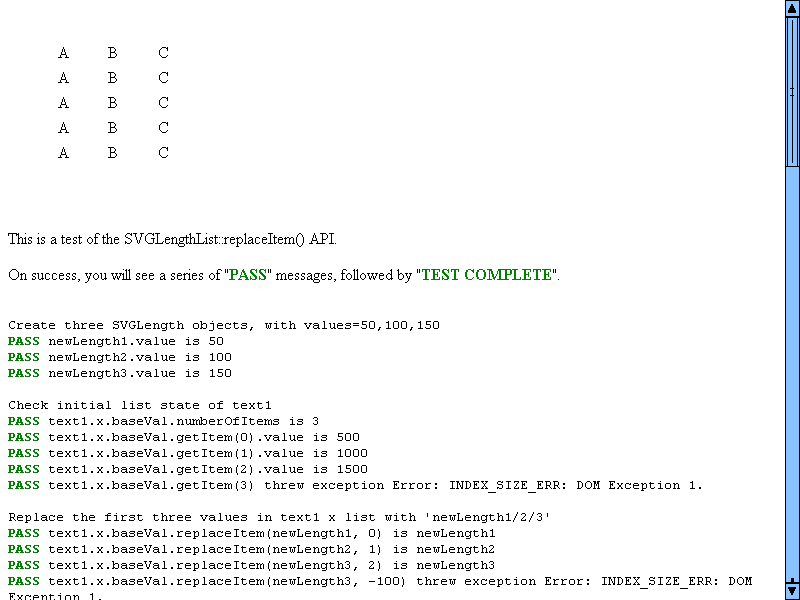 A B C
A B C
A B C
A B C
A B C
This is a test of the SVGLengthList::replaceItem() API.
On success, you will see a series of "PASS" messages, followed by "TEST COMPLETE".
Create three SVGLength objects, with values=50,100,150
PASS newLength1.value is 50
PASS newLength2.value is 100
PASS newLength3.value is 150
Check initial list state of text1
PASS text1.x.baseVal.numberOfItems is 3
PASS text1.x.baseVal.getItem(0).value is 500
PASS text1.x.baseVal.getItem(1).value is 1000
PASS text1.x.baseVal.getItem(2).value is 1500
PASS text1.x.baseVal.getItem(3) threw exception Error: INDEX_SIZE_ERR: DOM Exception 1.
Replace the first three values in text1 x list with 'newLength1/2/3'
PASS text1.x.baseVal.replaceItem(newLength1, 0) is newLength1
PASS text1.x.baseVal.replaceItem(newLength2, 1) is newLength2
PASS text1.x.baseVal.replaceItem(newLength3, 2) is newLength3
PASS text1.x.baseVal.replaceItem(newLength3, -100) threw exception Error: INDEX_SIZE_ERR: DOM
Exception 1.